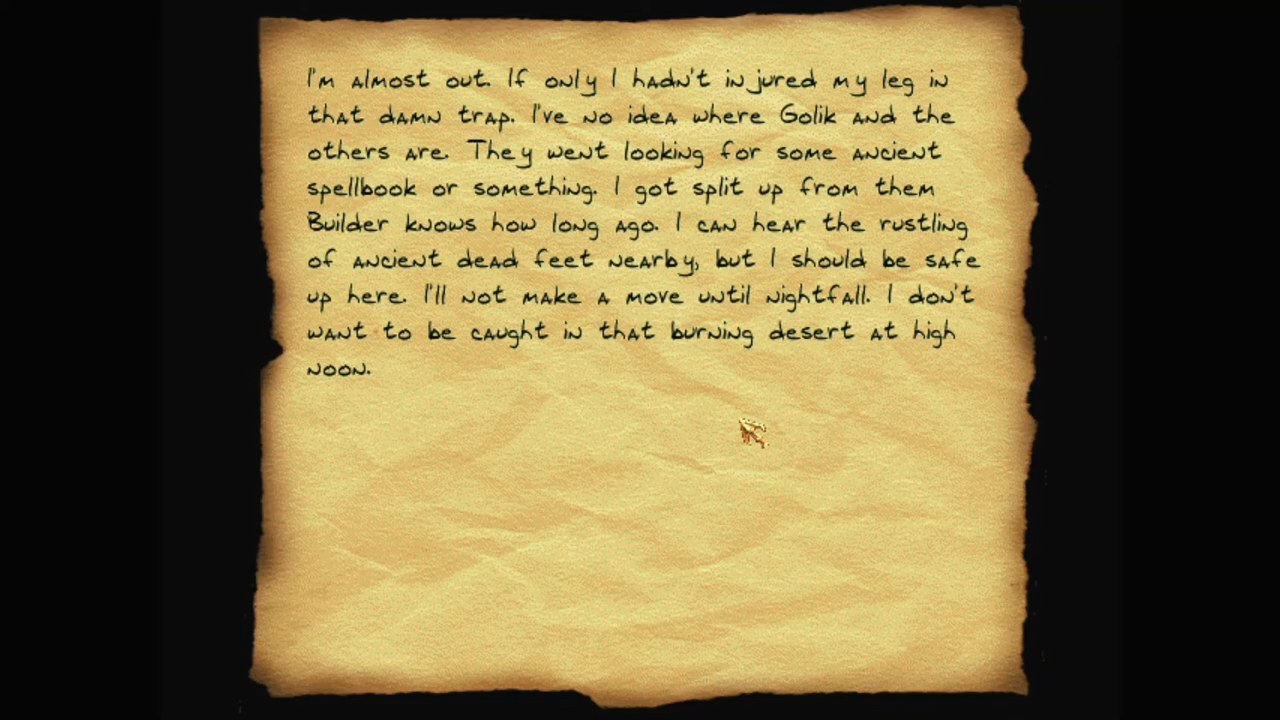 I'm almost out. If only I hadn't injured my leg in
that damn trap. I've no idea where Golik and the
others are. They went looking for some ancient
spellbook or something. I got split up from them
Builder knows how long ago. I can hear the rustling
of ancient dead feet nearby, but I should be safe
up here. I'll not make a move until nightfall. I don't
want to be caught in that burning desert at high
noon.